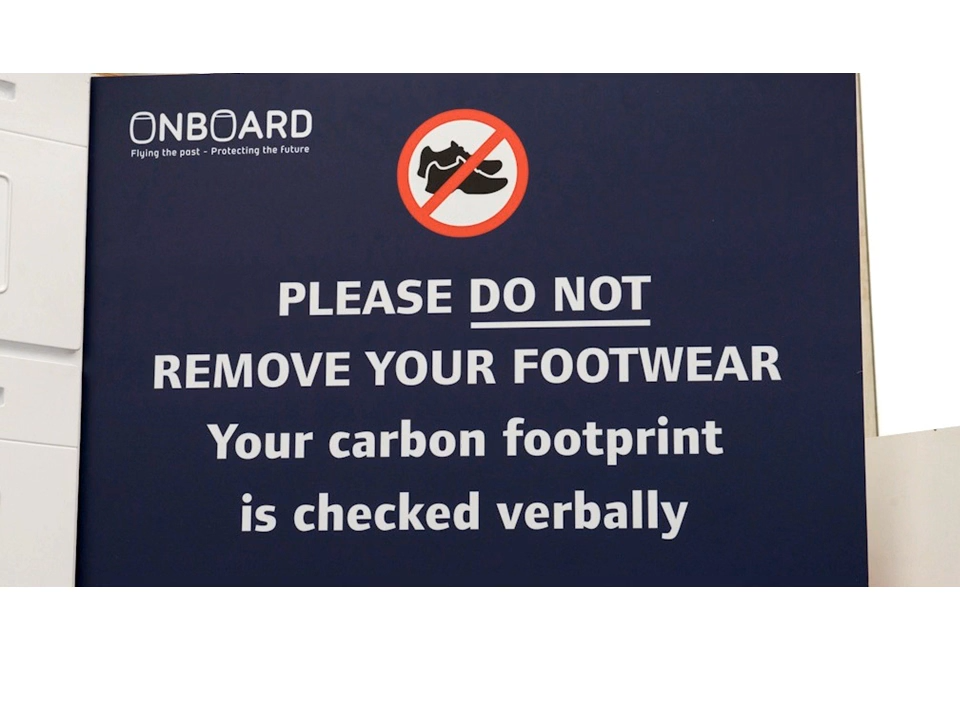 ONBOARD
Flying the past - Protecting the future
PLEASE DO NOT
REMOVE YOUR FOOTWEAR
Your carbon footprint
is checked verbally